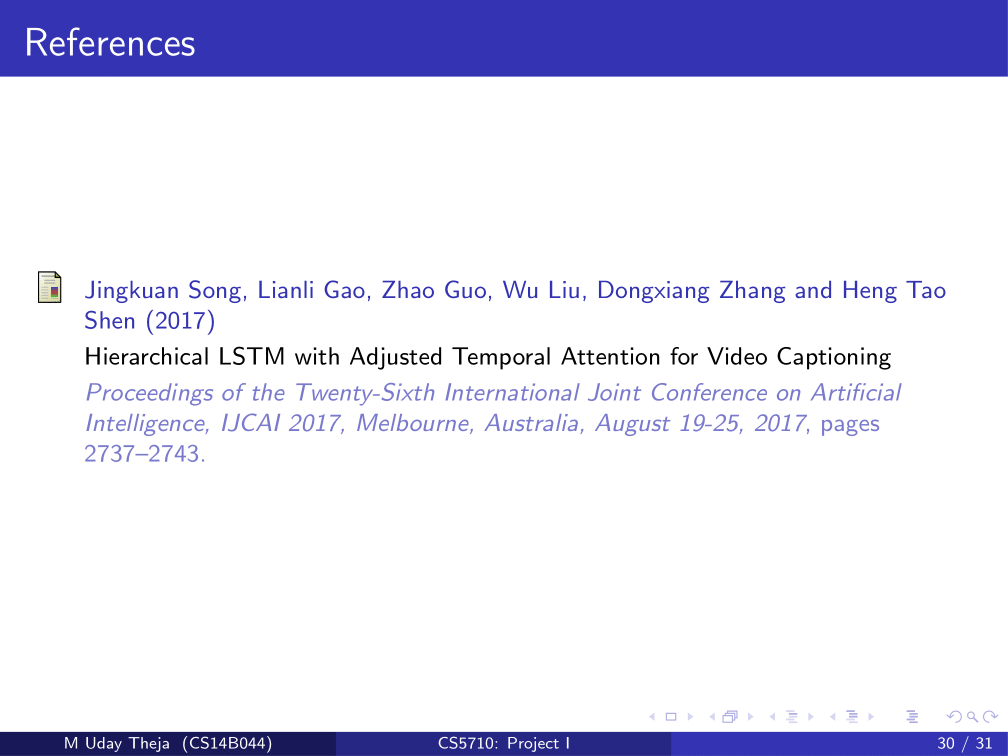 References
Jingkuan Song, Lianli Gao, Zhao Guo, Wu Liu, Dongxiang Zhang and Heng Tao
Shen (2017)
Hierarchical LSTM with Adjusted Temporal Attention for Video Captioning
Proceedings of the Twenty-Sixth International Joint Conference on Artificial
Intelligence, IJCAI 2017, Melbourne, Australia, August 19-25, 2017, pages
2737–2743.
M Uday Theja (CS14B044) CS5710: Project I 30 / 31